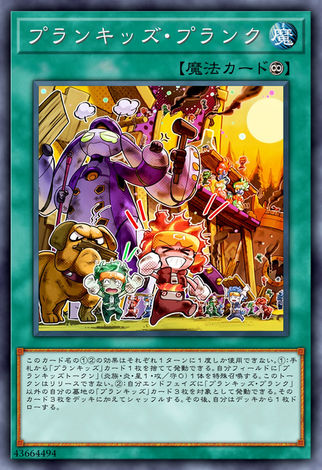 プランキッズ・プランク
魔
【魔法カード♾】
このカード名の①②の効果はそれぞれ1ターンに1度しか使用できない。①:手
札から「プランキッズ」カード1枚を捨てて発動できる。自分フィールドに「プラ
ンキッズトークン」(炎族・炎・星1・攻/守0)1体を特殊召喚する。このトー
クンはリリースできない。②:自分エンドフェイズに「プランキッズ・プランク」
以外の自分の墓地の「プランキッズ」カード3枚を対象として発動できる。そのカ
ード3枚をデッキに加えてシャッフルする。その後、自分はデッキから1枚ド
ローする。
43664494